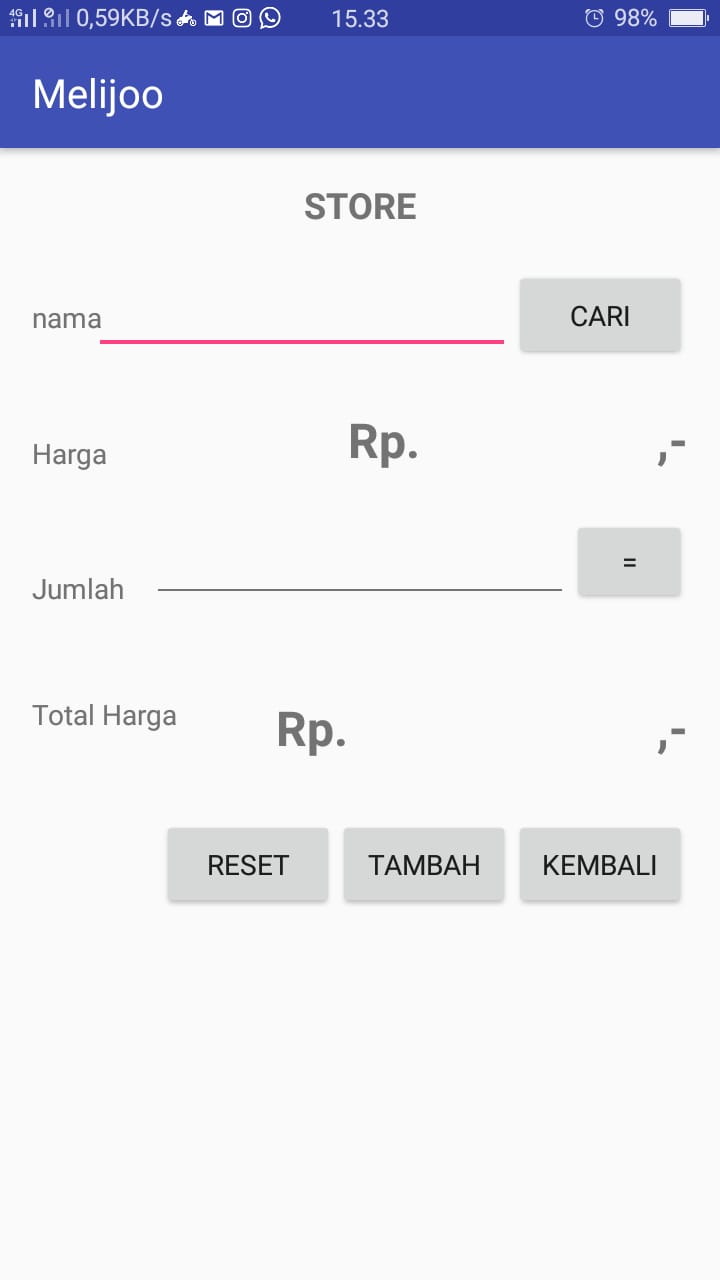 4G 0,59KB/s 15.33 98%
Melijoo
STORE
nama CARI
Harga Rp. ,-
Jumlah =
Total Harga Rp. ,-
RESET TAMBAH KEMBALI